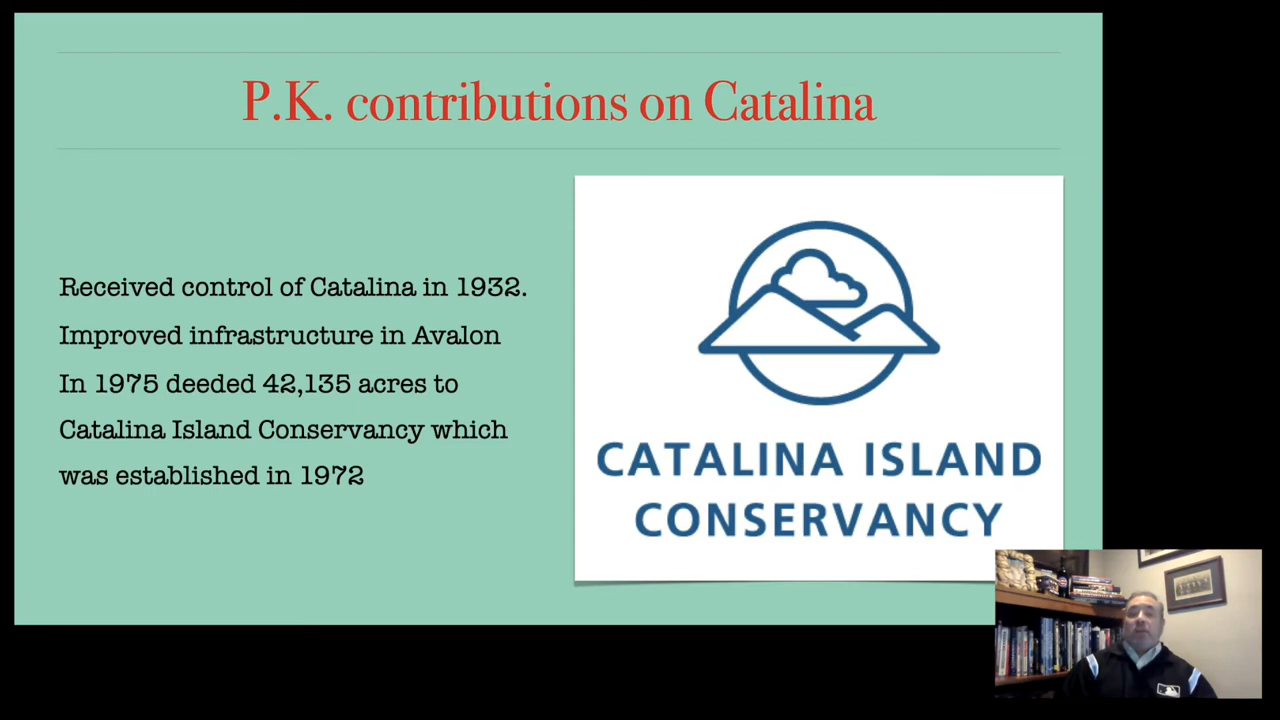 P.K. contributions on Catalina
Received control of Catalina in 1932.
Improved infrastructure in Avalon
In 1975 deeded 42,135 acres to
Catalina Island Conservancy which
was established in 1972
CATALINA ISLAND
CONSERVANCY